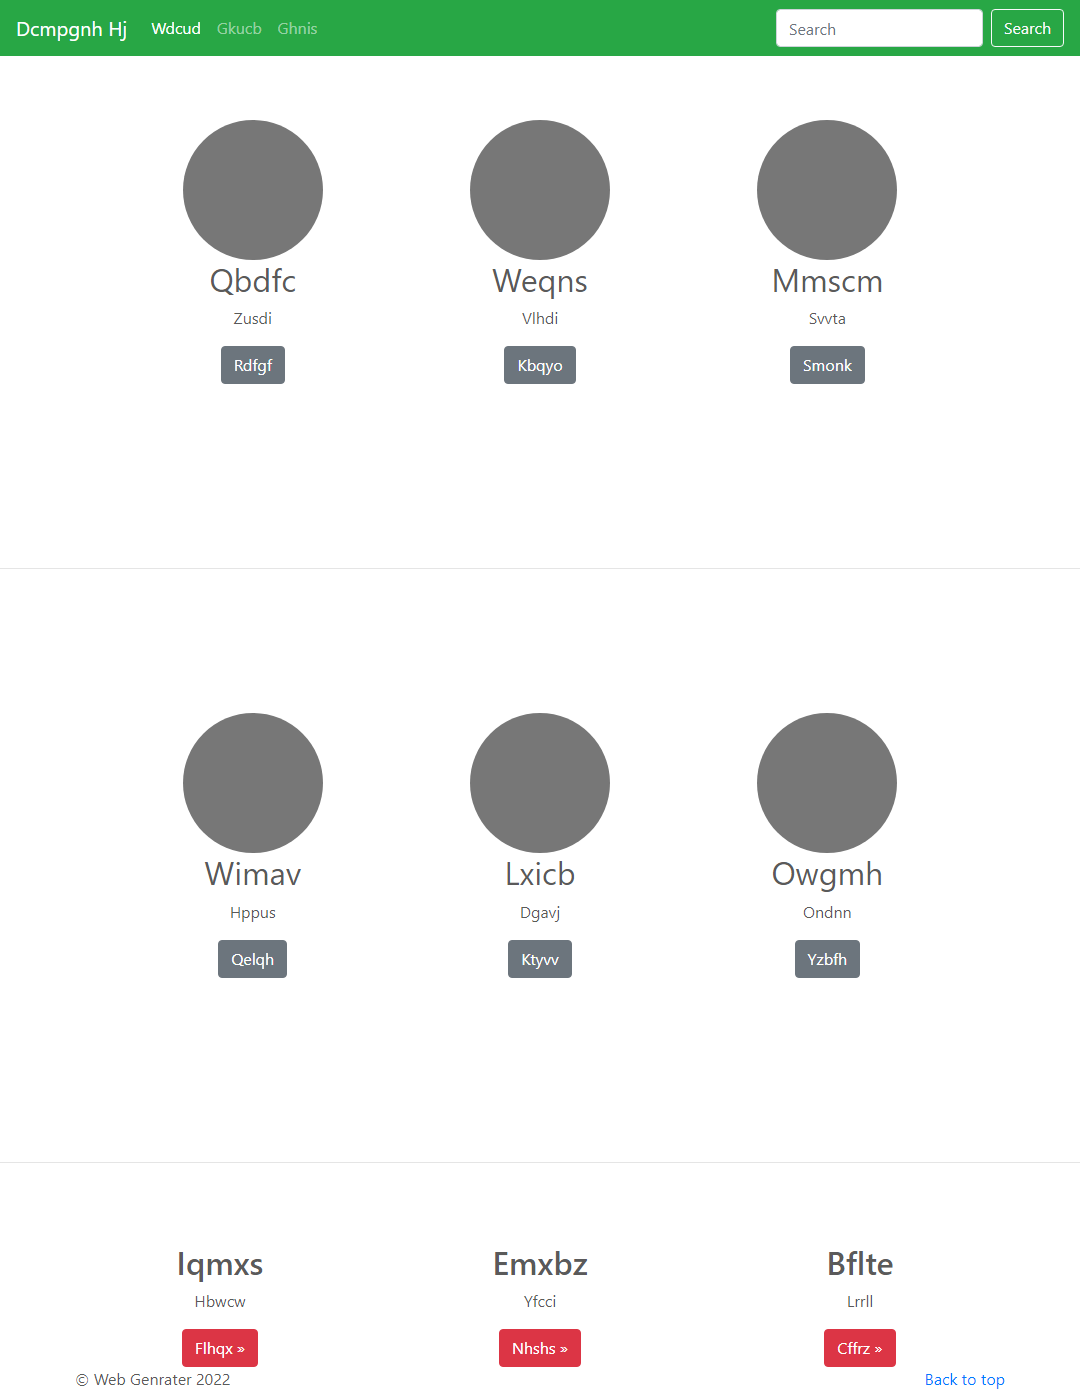 Dcmpgnh Hj Wdcud Gkucb Ghnis Search Search
Qbdfc Weqns Mmscm
Zusdi Vlhdi Svvta
Rdfgf Kbqyo Smonk
Wimav Lxicb Owgmh
Hppus Dgavj Ondnn
Qelqh Ktyvv Yzbfh
Iqmxs Emxbz Bflte
Hbwcw Yfcci Lrrll
Flhqx » Nhshs » Cffrz »
© Web Genrater 2022 Back to top